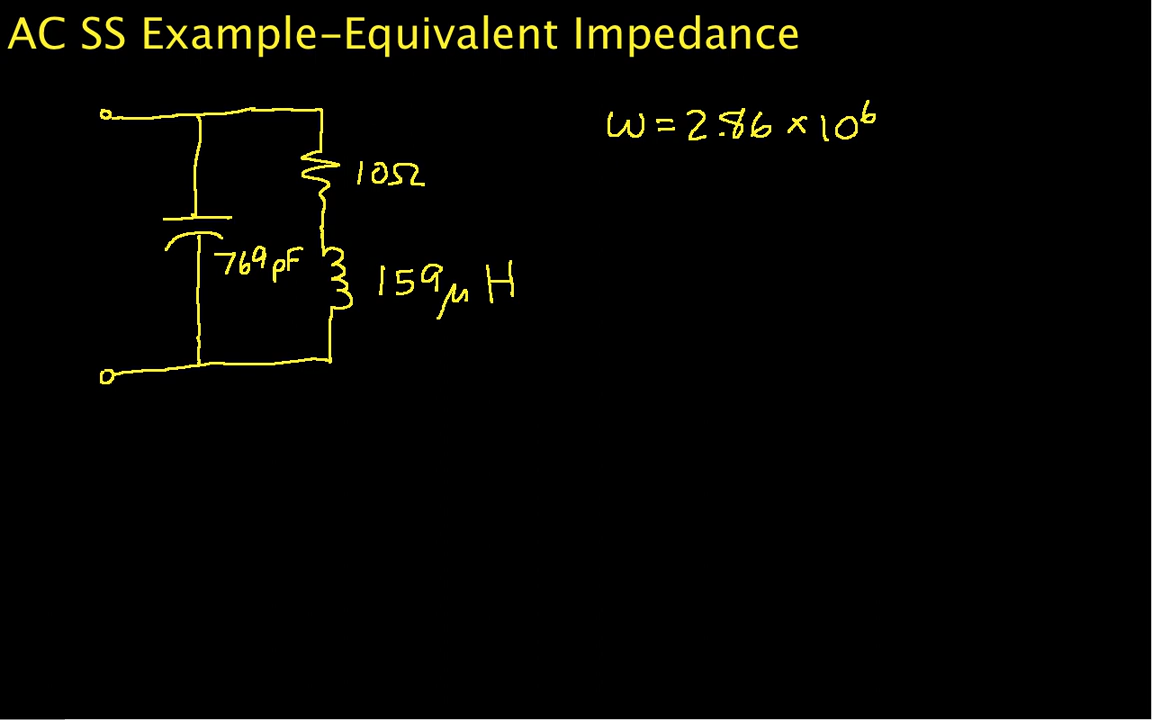 AC SS Example-Equivalent Impedance
ω = 2.86 × 10⁶
10Ω
769pF
159μH